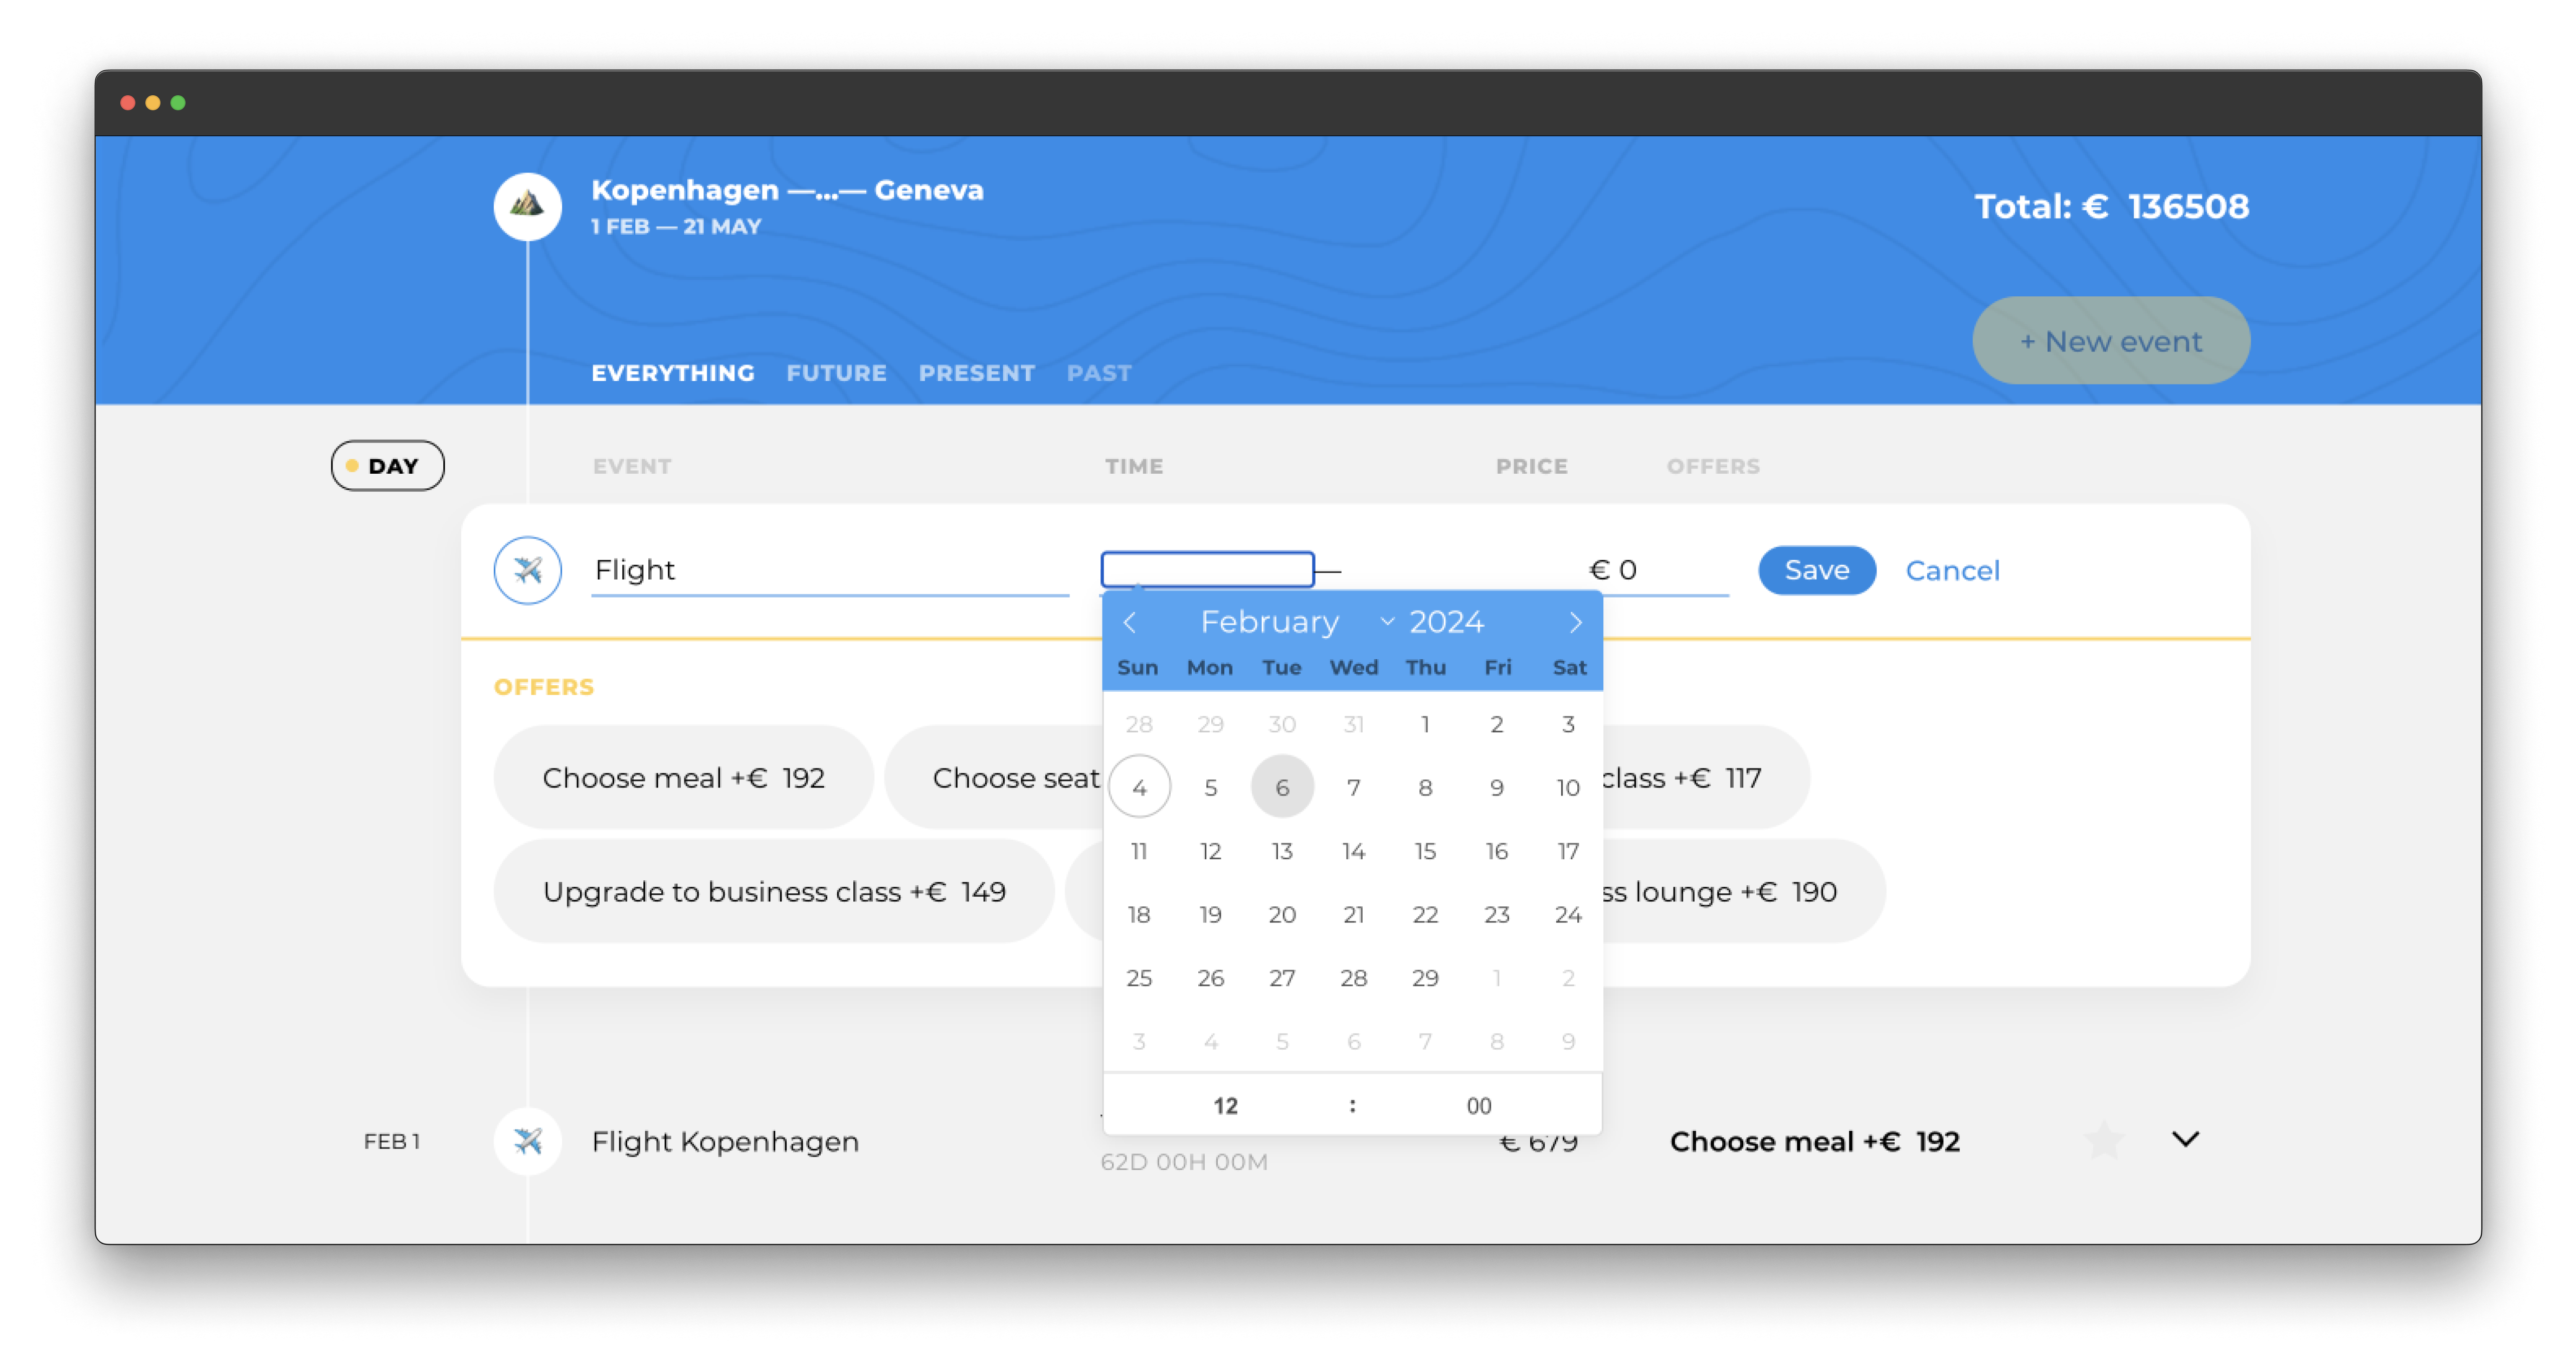 Kopenhagen —...— Geneva
1 FEB — 21 MAY
Total: € 136508
+ New event
EVERYTHING FUTURE PRESENT PAST
DAY EVENT TIME PRICE OFFERS
Flight — € 0 Save Cancel
February 2024
Sun Mon Tue Wed Thu Fri Sat
28 29 30 31 1 2 3
4 5 6 7 8 9 10
11 12 13 14 15 16 17
18 19 20 21 22 23 24
25 26 27 28 29 1 2
3 4 5 6 7 8 9
12 : 00
OFFERS
Choose meal +€ 192 Choose seat class +€ 117
Upgrade to business class +€ 149 lounge +€ 190
FEB 1 Flight Kopenhagen € 679 Choose meal +€ 192
62D 00H 00M